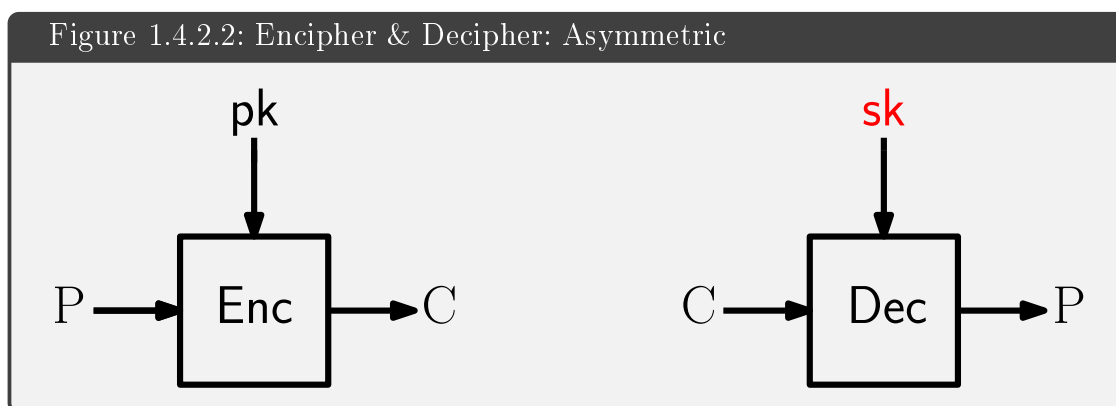 Figure 1.4.2.2: Encipher & Decipher: Asymmetric
pk
sk
P
Enc
C
C
Dec
P